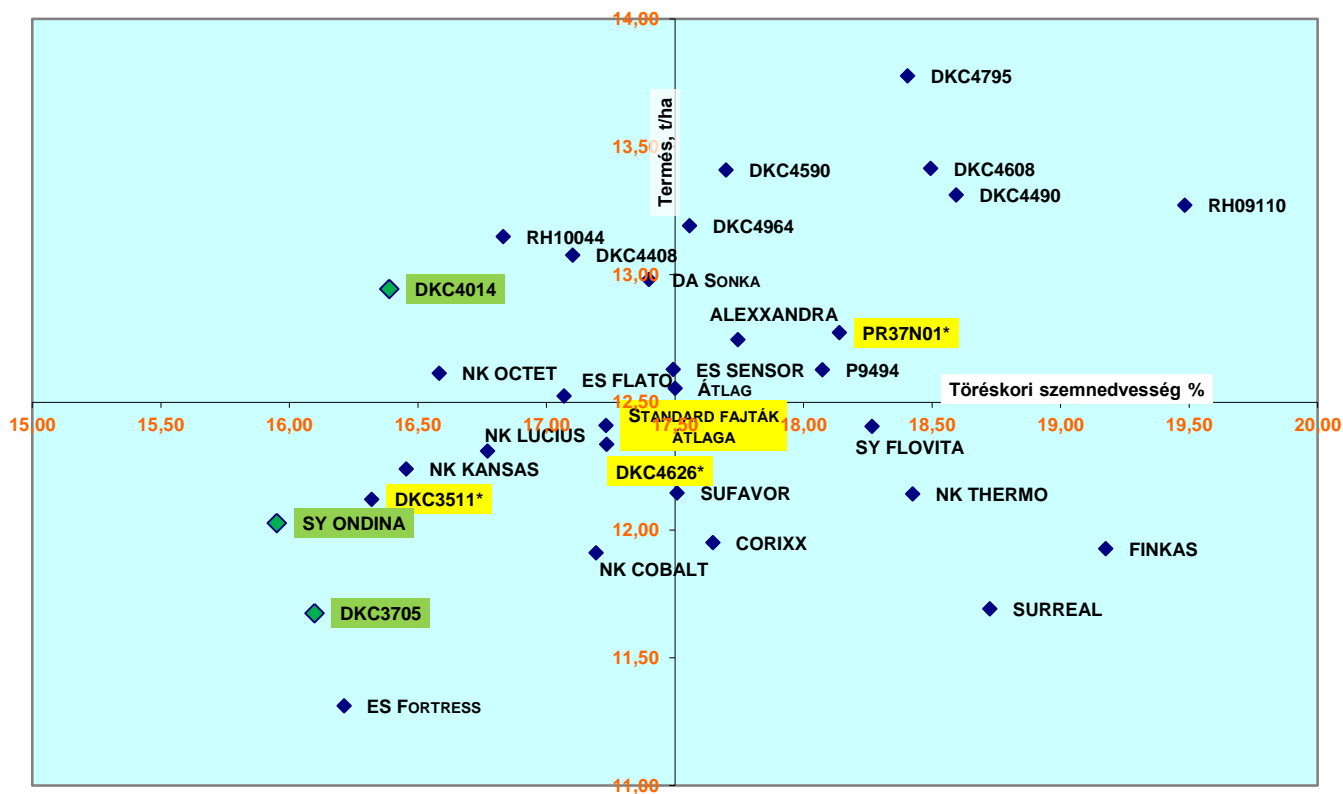 14,00
DKC4795
Termés, t/ha
13,50
DKC4590
DKC4608
DKC4490
RH09110
DKC4964
RH10044
DKC4408
13,00
DA SONKA
DKC4014
ALEXXANDRA
PR37N01*
NK OCTET
ES FLATO
ES SENSOR
P9494
ÁTLAG
Töréskori szemnedvesség %
12,50
15,00
15,50
16,00
16,50
17,00
17,50
18,00
18,50
19,00
19,50
20,00
STANDARD FAJTÁK
ÁTLAGA
NK LUCIUS
SY FLOVITA
NK KANSAS
DKC4626*
DKC3511*
SUFAVOR
NK THERMO
SY ONDINA
12,00
CORIXX
FINKAS
NK COBALT
DKC3705
SURREAL
11,50
ES FORTRESS
11,00